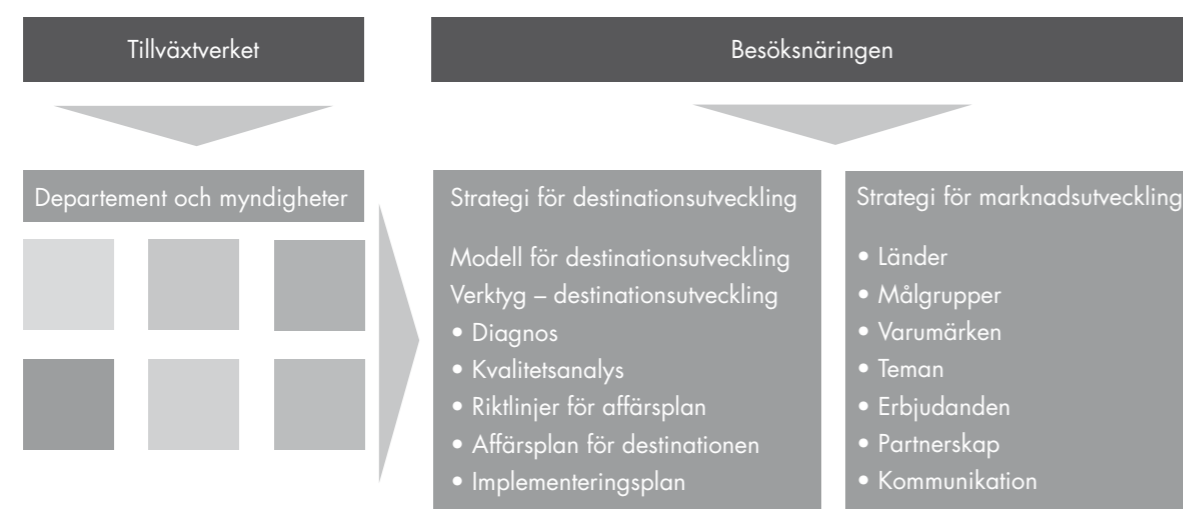 Tillväxtverket
Besöksnäringen
Departement och myndigheter
Strategi för destinationsutveckling
Modell för destinationsutveckling
Verktyg – destinationsutveckling
• Diagnos
• Kvalitetsanalys
• Riktlinjer för affärsplan
• Affärsplan för destinationen
• Implementeringsplan
Strategi för marknadsutveckling
• Länder
• Målgrupper
• Varumärken
• Teman
• Erbjudanden
• Partnerskap
• Kommunikation